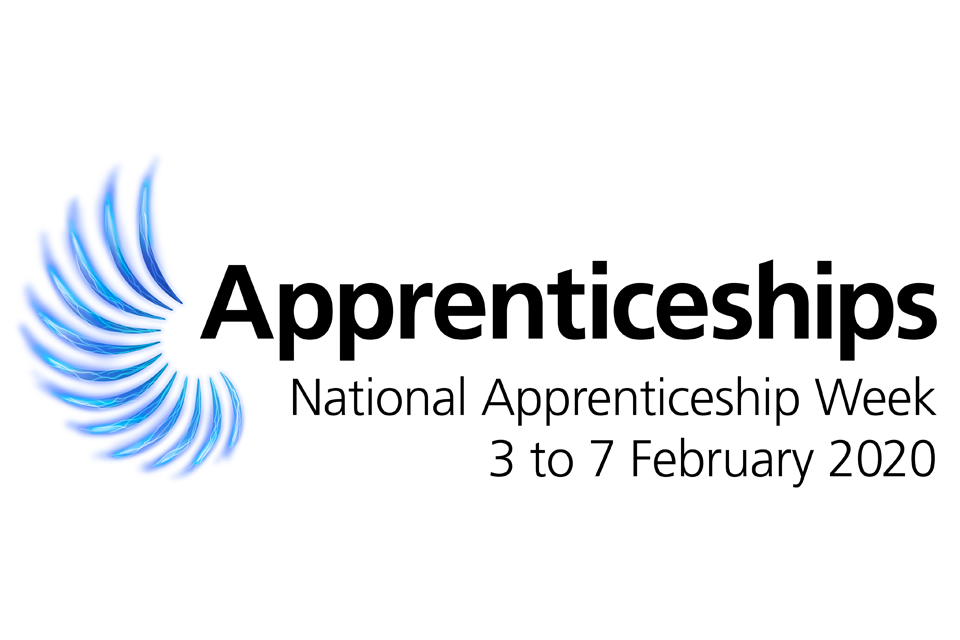 Apprenticeships
National Apprenticeship Week
3 to 7 February 2020